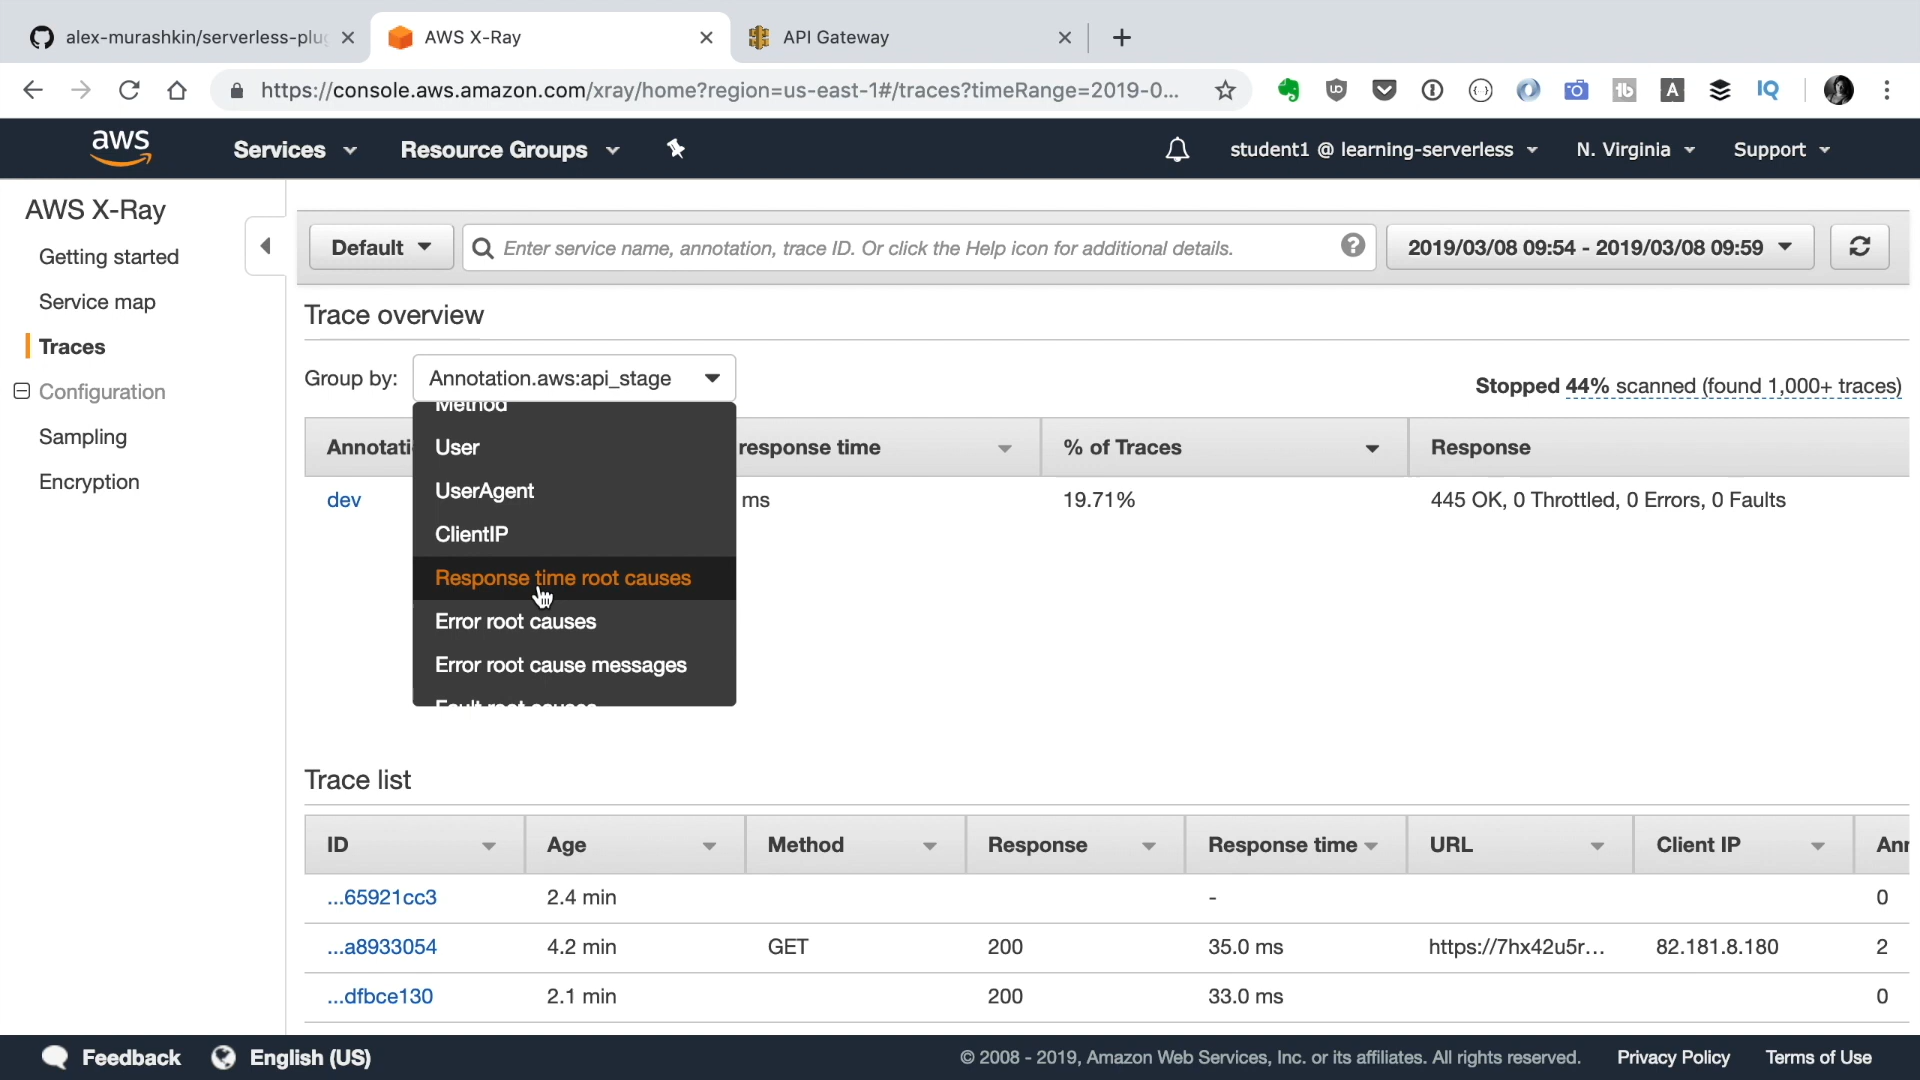 alex-murashkin/serverless-plu
AWS X-Ray
API Gateway
https://console.aws.amazon.com/xray/home?region=us-east-1#/traces?timeRange=2019-0...
aws
Services
Resource Groups
student1 @ learning-serverless
N. Virginia
Support
AWS X-Ray
Getting started
Service map
Traces
Configuration
Sampling
Encryption
Default
Enter service name, annotation, trace ID. Or click the Help icon for additional details.
2019/03/08 09:54 - 2019/03/08 09:59
Trace overview
Group by:
Annotation.aws:api_stage
Stopped 44% scanned (found 1,000+ traces)
Method
User
UserAgent
ClientIP
Response time root causes
Error root causes
Error root cause messages
Fault root causes
Annotati
response time
% of Traces
Response
dev
ms
19.71%
445 OK, 0 Throttled, 0 Errors, 0 Faults
Trace list
ID
Age
Method
Response
Response time
URL
Client IP
Ann
...65921cc3
2.4 min
-
0
...a8933054
4.2 min
GET
200
35.0 ms
https://7hx42u5r...
82.181.8.180
2
...dfbce130
2.1 min
200
33.0 ms
0
Feedback
English (US)
© 2008 - 2019, Amazon Web Services, Inc. or its affiliates. All rights reserved.
Privacy Policy
Terms of Use